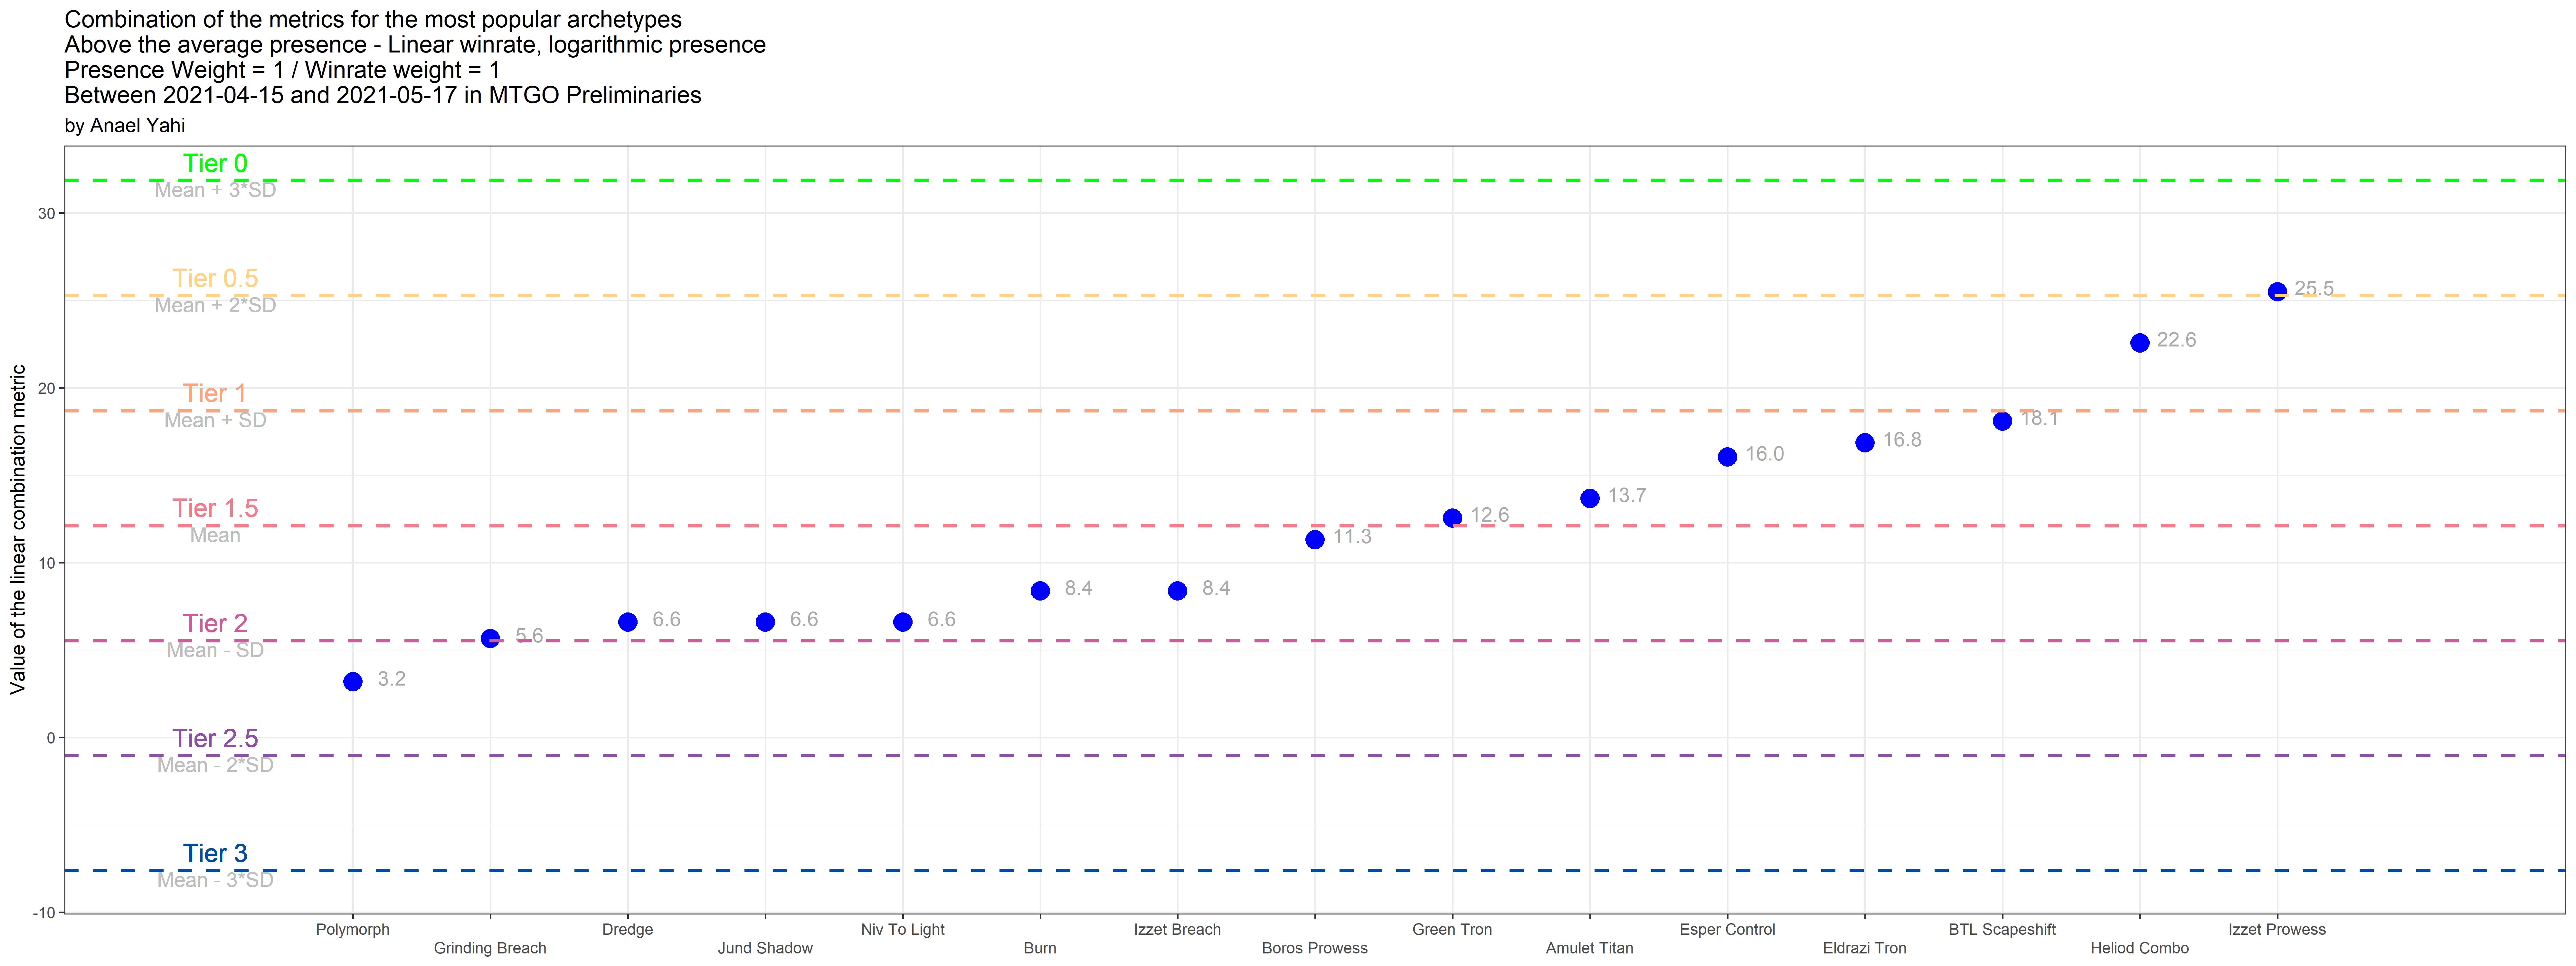 Combination of the metrics for the most popular archetypes
Above the average presence - Linear winrate, logarithmic presence
Presence Weight = 1 / Winrate weight = 1
Between 2021-04-15 and 2021-05-17 in MTGO Preliminaries
by Anael Yahi
Value of the linear combination metric
Tier 0
Mean + 3*SD
30
Tier 0.5
Mean + 2*SD
25.5
22.6
20
Tier 1
Mean + SD
18.1
16.8
16.0
13.7
Tier 1.5
Mean
12.6
11.3
10
8.4
8.4
6.6
6.6
6.6
Tier 2
5.6
Mean - SD
3.2
0
Tier 2.5
Mean - 2*SD
Tier 3
Mean - 3*SD
-10
Polymorph
Grinding Breach
Dredge
Jund Shadow
Niv To Light
Burn
Izzet Breach
Boros Prowess
Green Tron
Amulet Titan
Esper Control
Eldrazi Tron
BTL Scapeshift
Heliod Combo
Izzet Prowess